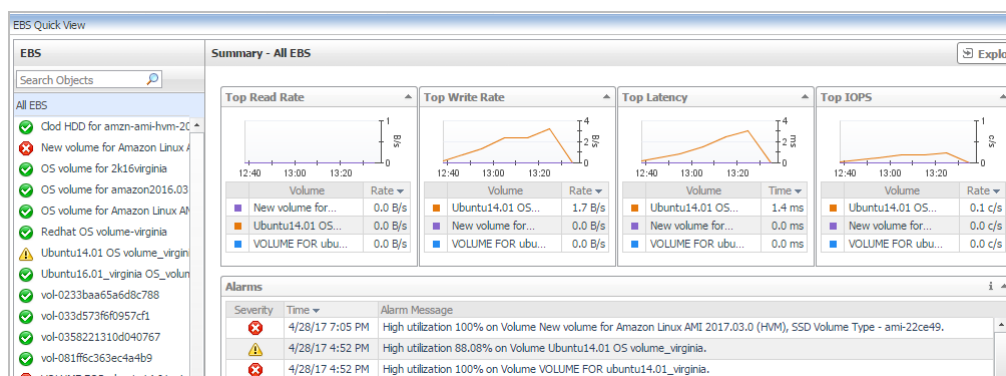 EBS Quick View
EBS
Search Objects
All EBS
Clod HDD for amzn-ami-hvm-20
New volume for Amazon Linux A
OS volume for 2k16virginia
OS volume for amazon2016.03
OS volume for Amazon Linux AM
Redhat OS volume-virginia
Ubuntu14.01 OS volume_virgin
Ubuntu16.01_virginia OS_volum
vol-0233baa65a6d8c788
vol-033d573f6f0957cf1
vol-0358221310d040767
vol-081ff6c363ec4a4b9
Summary - All EBS
Explo
Top Read Rate
1
0
B/s
12:40 13:00 13:20
Volume Rate
New volume for... 0.0 B/s
Ubuntu14.01 OS... 0.0 B/s
VOLUME FOR ubu... 0.0 B/s
Top Write Rate
4
2
0
B/s
12:40 13:00 13:20
Volume Rate
Ubuntu14.01 OS... 1.7 B/s
New volume for... 0.0 B/s
VOLUME FOR ubu... 0.0 B/s
Top Latency
4
2
0
ms
12:40 13:00 13:20
Volume Time
Ubuntu14.01 OS... 1.4 ms
New volume for... 0.0 ms
VOLUME FOR ubu... 0.0 ms
Top IOPS
1
0
c/s
12:40 13:00 13:20
Volume Rate
Ubuntu14.01 OS... 0.1 c/s
New volume for... 0.0 c/s
VOLUME FOR ubu... 0.0 c/s
Alarms
Severity Time Alarm Message
4/28/17 7:05 PM High utilization 100% on Volume New volume for Amazon Linux AMI 2017.03.0 (HVM), SSD Volume Type - ami-22ce49.
4/28/17 4:52 PM High utilization 88.08% on Volume Ubuntu14.01 OS volume_virginia.
4/28/17 4:52 PM High utilization 100% on Volume VOLUME FOR ubuntu14.01_virginia.